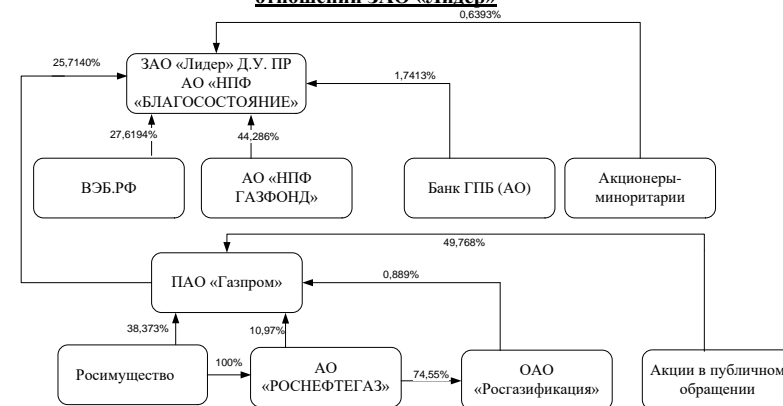 отношении ЗАО «Лидер»
0,6393%
25,7140%
ЗАО «Лидер» Д.У. ПР
АО «НПФ
«БЛАГОСОСТОЯНИЕ»
1,7413%
27,6194%
44,286%
ВЭБ.РФ
АО «НПФ
ГАЗФОНД»
Банк ГПБ (АО)
Акционеры-
миноритарии
49,768%
ПАО «Газпром»
0,889%
38,373%
10,97%
Росимущество
100%
АО
«РОСНЕФТЕГАЗ»
74,55%
ОАО
«Росгазификация»
Акции в публичном
обращении